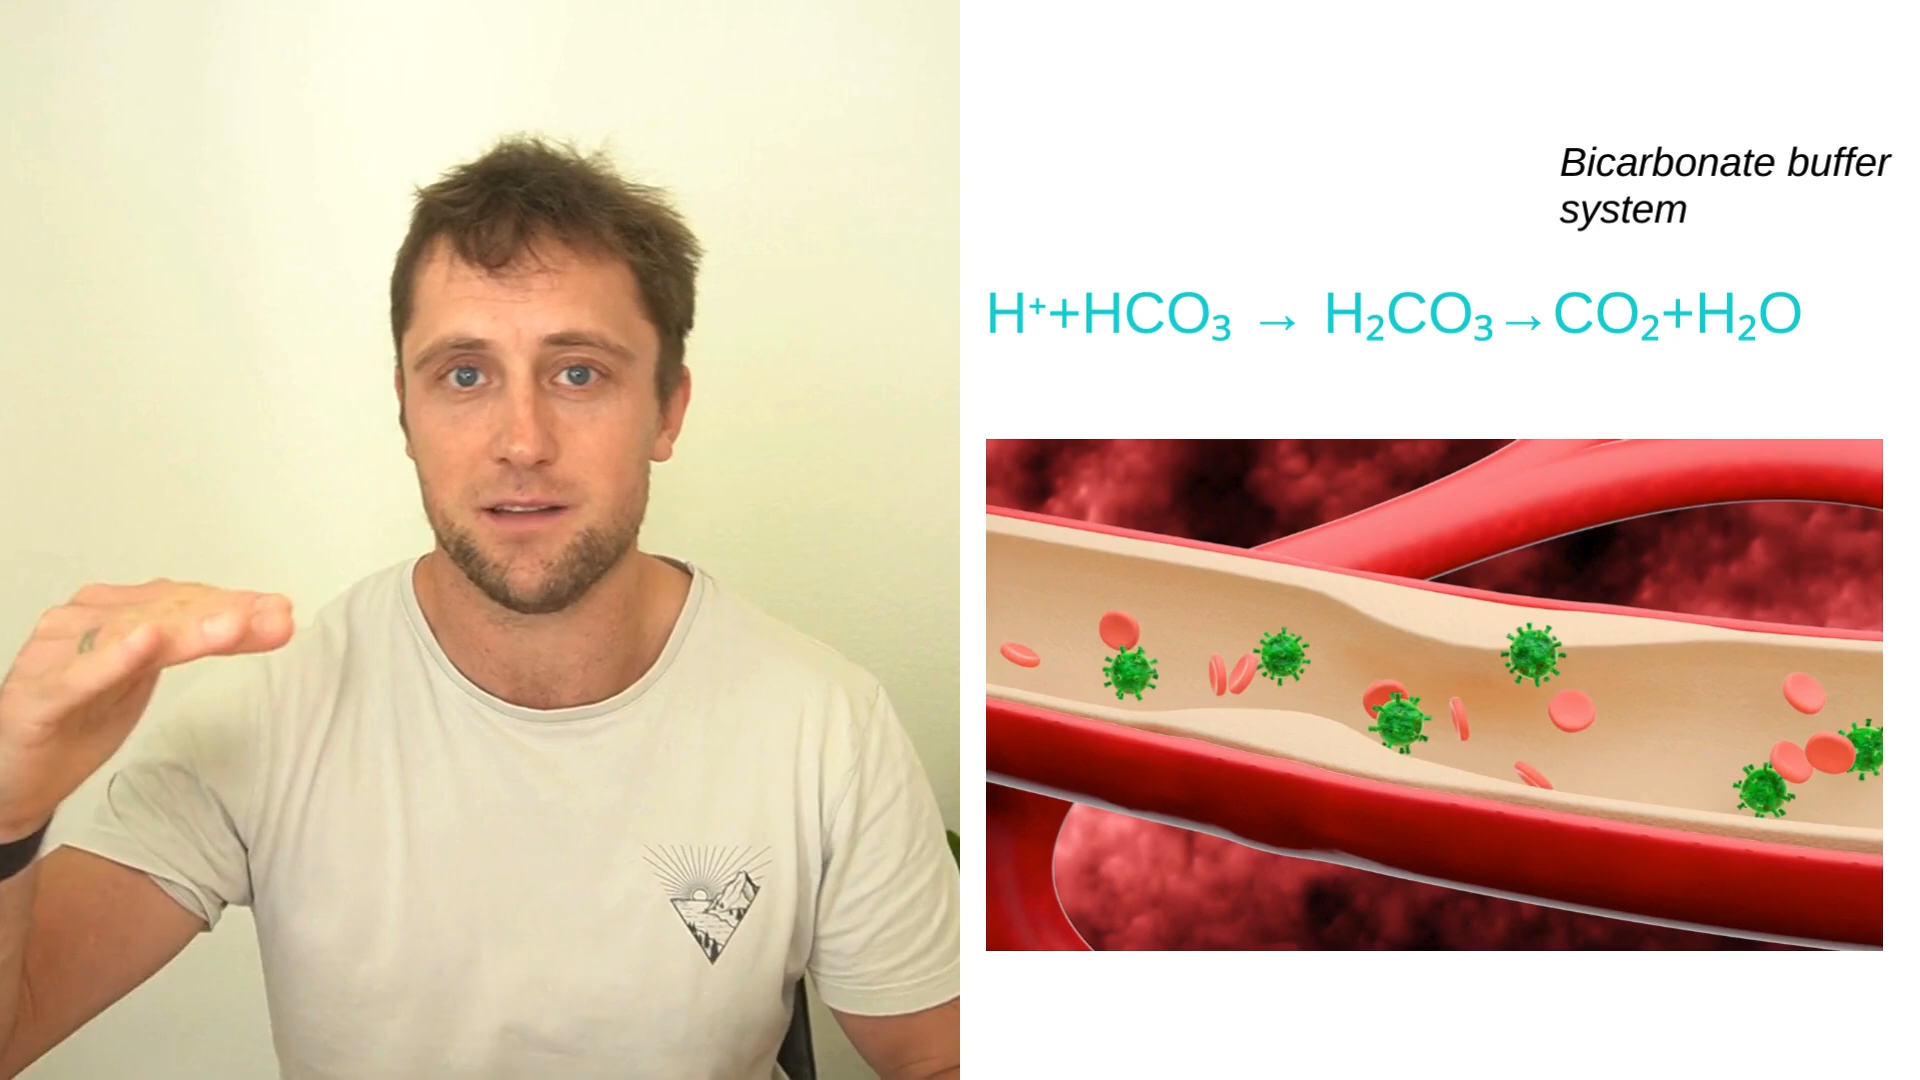 Bicarbonate buffer
system
H⁺+HCO₃ → H₂CO₃→CO₂+H₂O